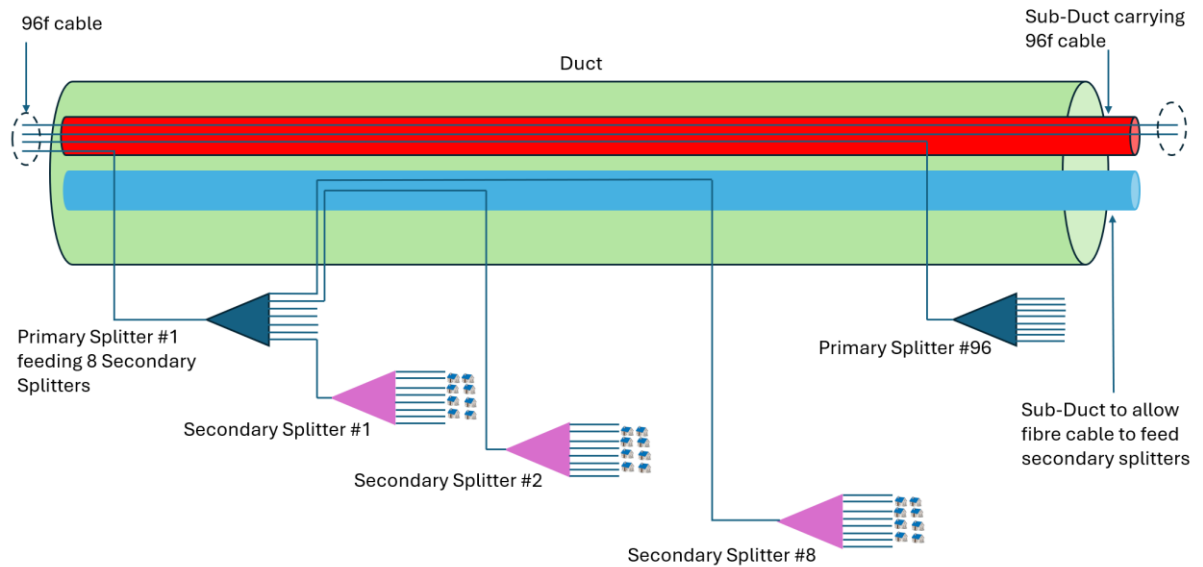 96f cable
Sub-Duct carrying
96f cable
Duct
Primary Splitter #1
feeding 8 Secondary
Splitters
Primary Splitter #96
Secondary Splitter #1
Sub-Duct to allow
fibre cable to feed
secondary splitters
Secondary Splitter #2
Secondary Splitter #8